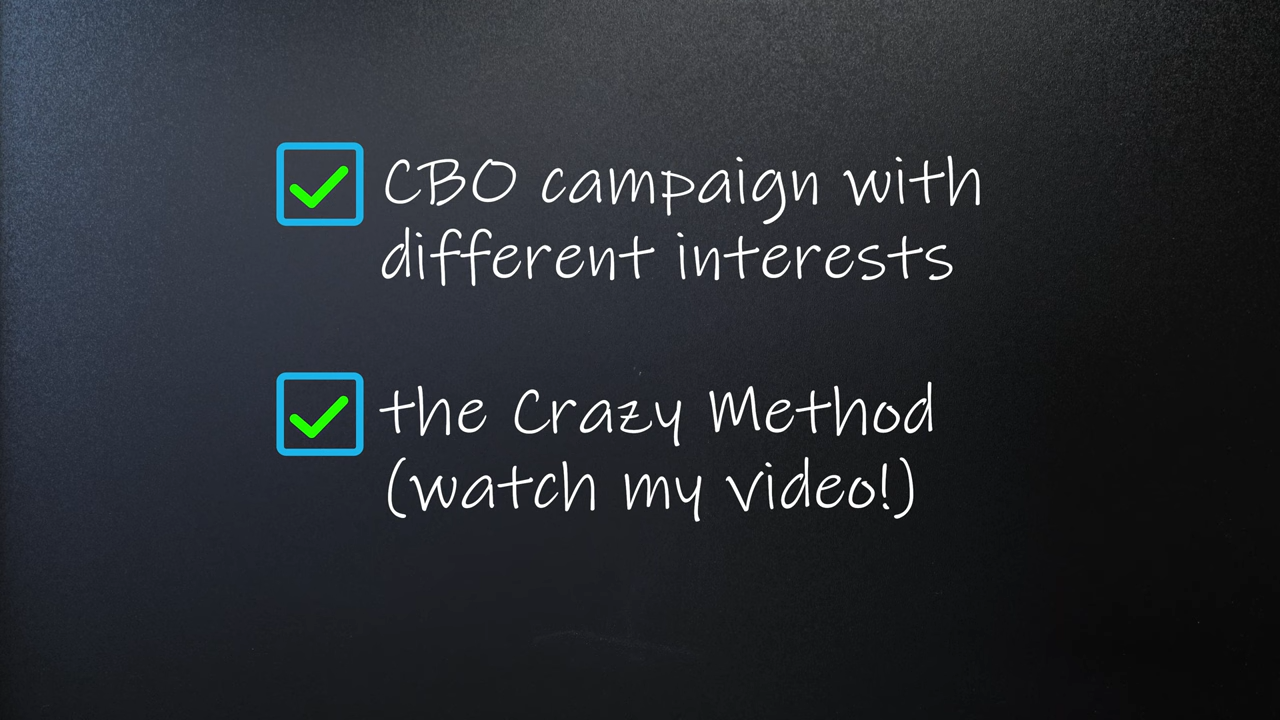 CBO campaign with
different interests
the Crazy Method
(watch my video!)